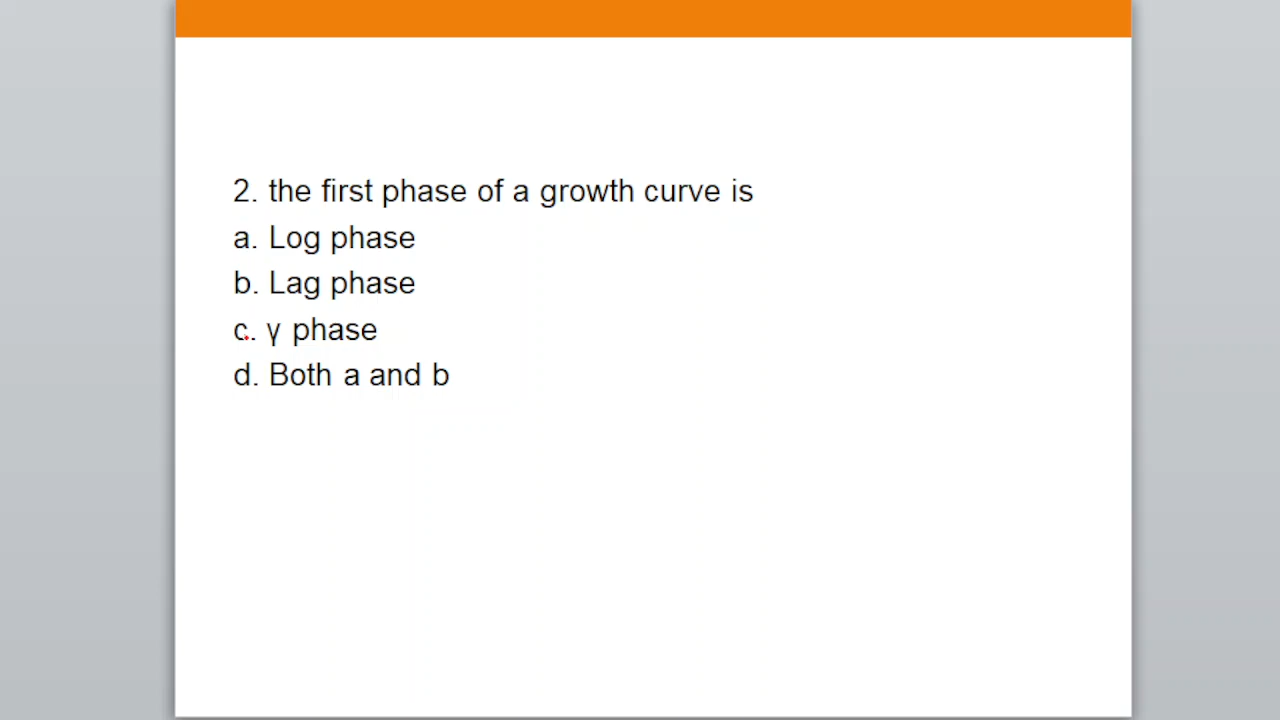 2. the first phase of a growth curve is
a. Log phase
b. Lag phase
c. γ phase
d. Both a and b